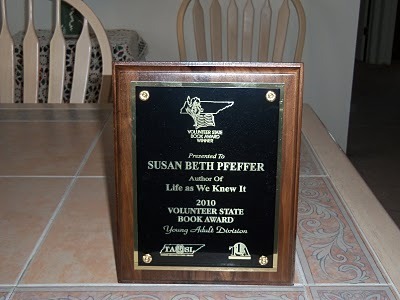 VOLUNTEER STATE
BOOK AWARD
WINNER
Presented To
SUSAN BETH PFEFFER
Author Of
Life as We Knew It
2010
VOLUNTEER STATE
BOOK AWARD
Young Adult Division